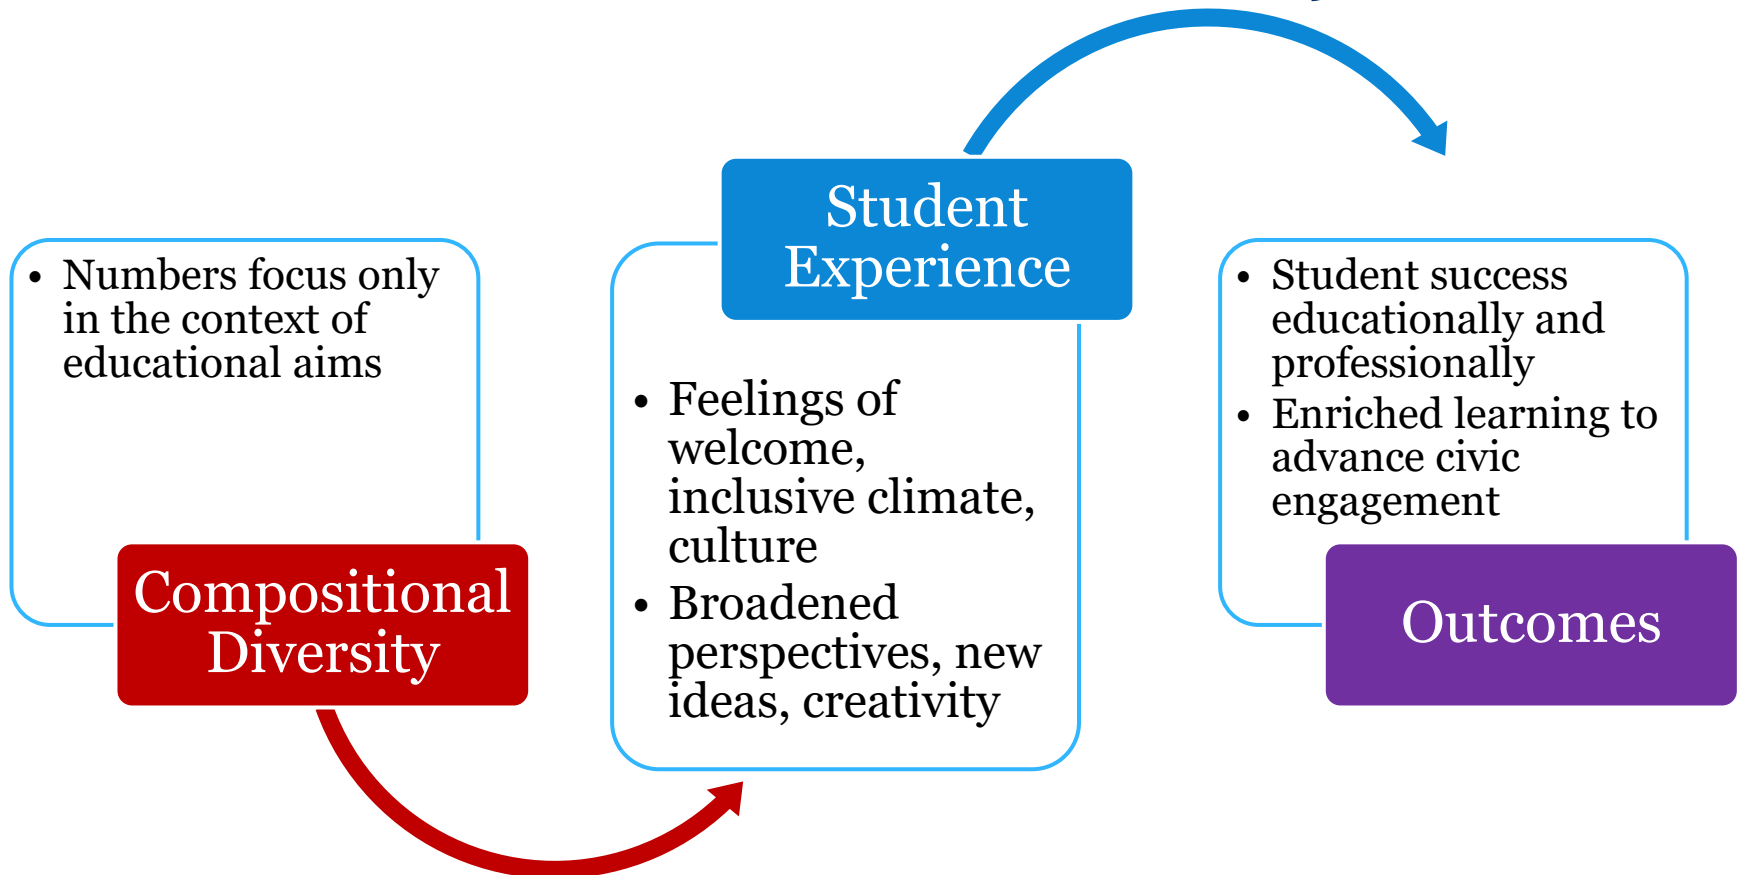 • Numbers focus only
in the context of
educational aims
Compositional
Diversity
Student
Experience
• Feelings of
welcome,
inclusive climate,
culture
• Broadened
perspectives, new
ideas, creativity
• Student success
educationally and
professionally
• Enriched learning to
advance civic
engagement
Outcomes